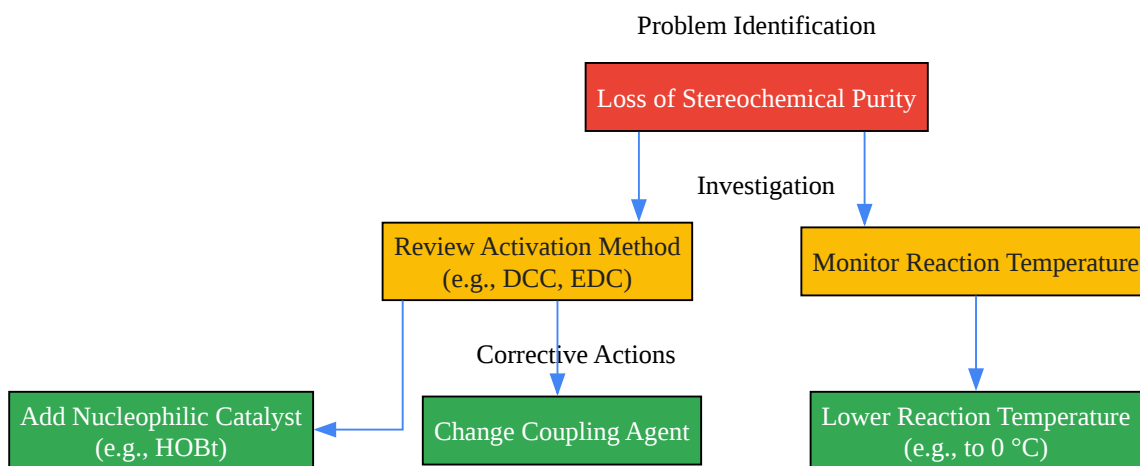 Problem Identification
Loss of Stereochemical Purity
Investigation
Review Activation Method
(e.g., DCC, EDC)
Monitor Reaction Temperature
Corrective Actions
Add Nucleophilic Catalyst
(e.g., HOBt)
Change Coupling Agent
Lower Reaction Temperature
(e.g., to 0 °C)